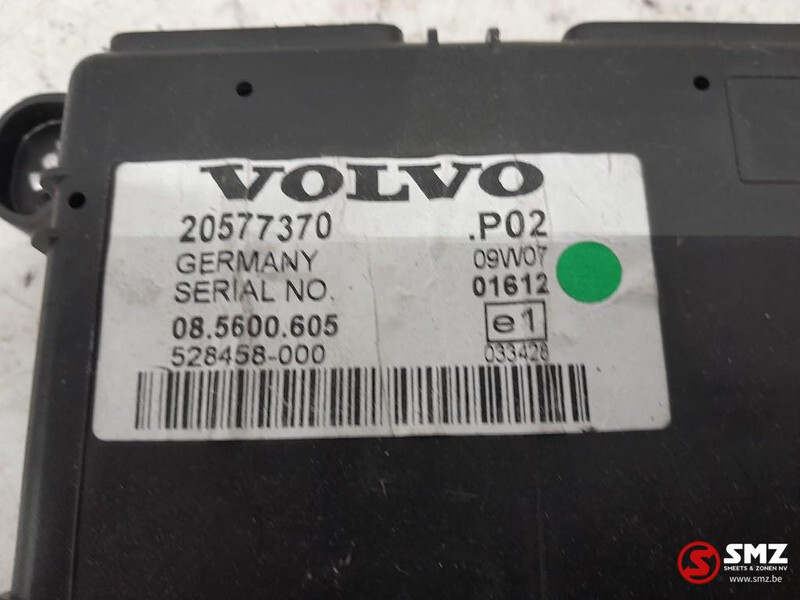 VOLVO
20577370 .P02
GERMANY 09W07
SERIAL NO. 01612
08.5600.605 e1
528458-000 033428
SMZ
SMEETS & ZONEN NV
www.smz.be